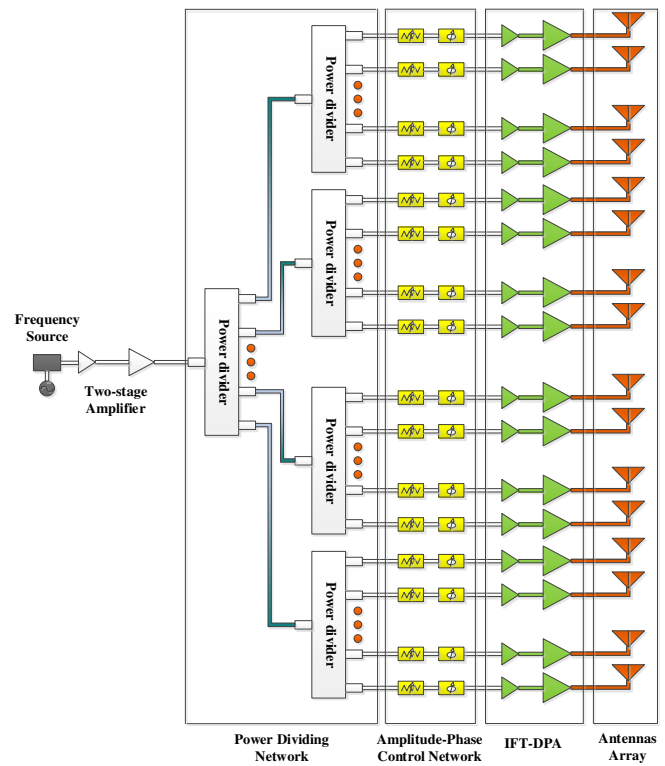 Power divider
Power divider
Frequency
Source
Power divider
Two-stage
Amplifier
Power divider
Power divider
Power Dividing
Network
Amplitude-Phase
Control Network
IFT-DPA
Antennas
Array